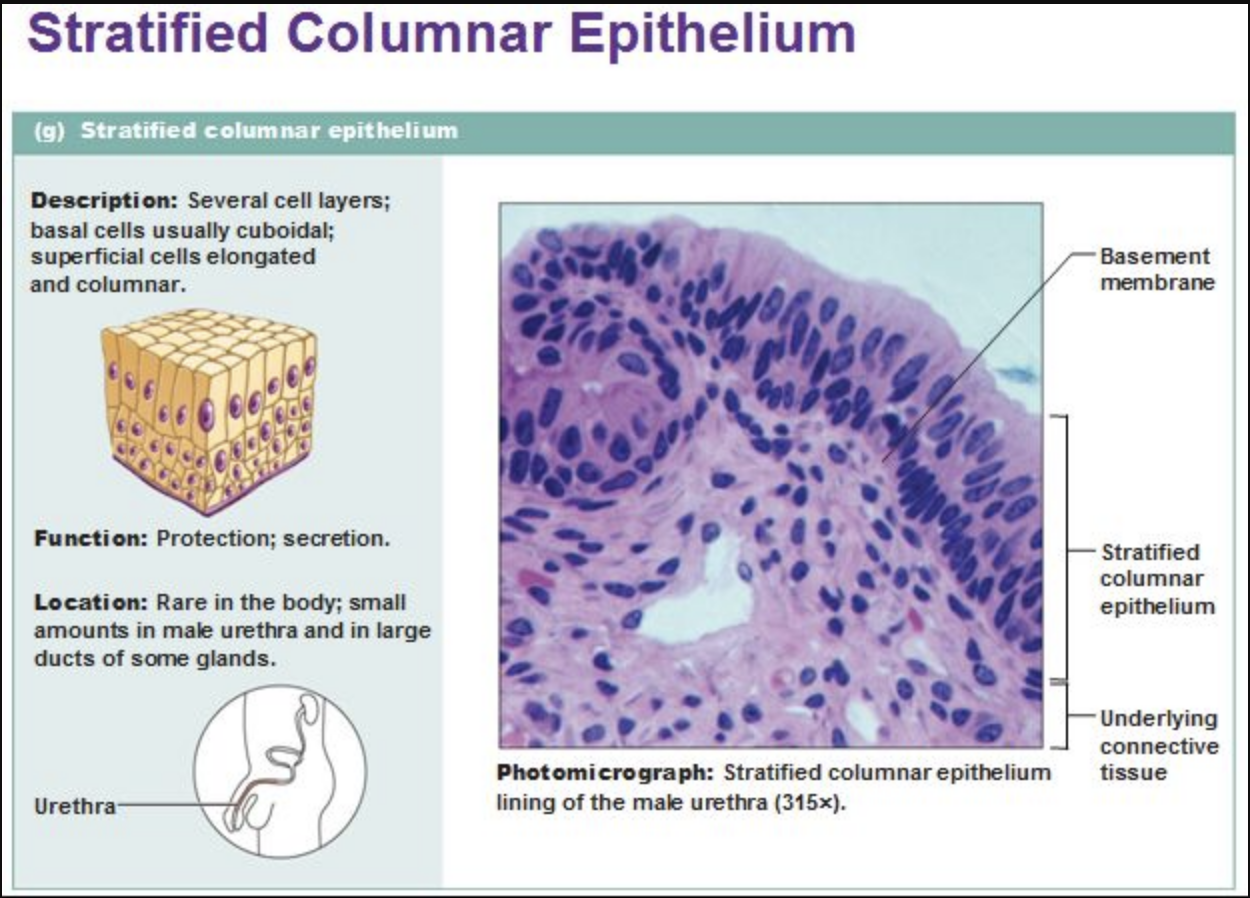 Stratified Columnar Epithelium
(g) Stratified columnar epithelium
Description: Several cell layers;
basal cells usually cuboidal;
superficial cells elongated
and columnar.
Function: Protection; secretion.
Location: Rare in the body; small
amounts in male urethra and in large
ducts of some glands.
Urethra
Basement
membrane
Stratified
columnar
epithelium
Underlying
connective
tissue
Photomicrograph: Stratified columnar epithelium
lining of the male urethra (315×).